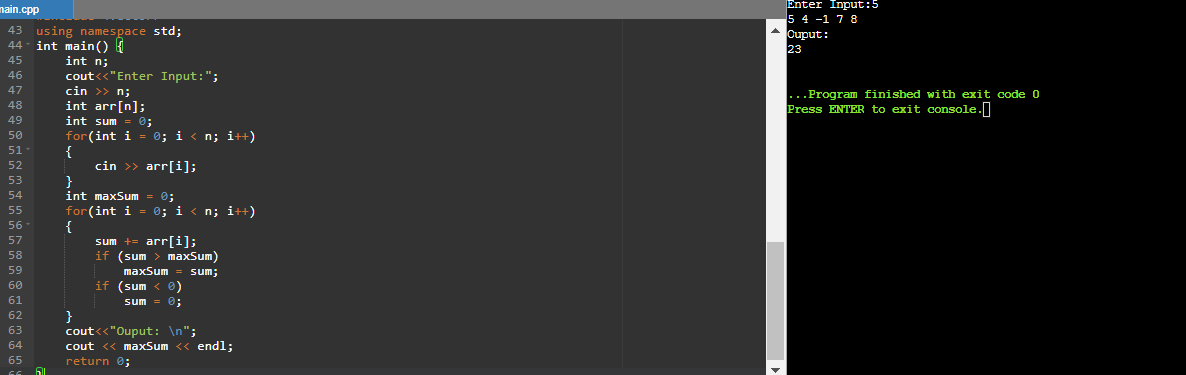 main.cpp
43 using namespace std;
44 int main() {
45 int n;
46 cout<<"Enter Input:";
47 cin >> n;
48 int arr[n];
49 int sum = 0;
50 for(int i = 0; i < n; i++)
51 {
52 cin >> arr[i];
53 }
54 int maxSum = 0;
55 for(int i = 0; i < n; i++)
56 {
57 sum += arr[i];
58 if (sum > maxSum)
59 maxSum = sum;
60 if (sum < 0)
61 sum = 0;
62 }
63 cout<<"Ouput: \n";
64 cout << maxSum << endl;
65 return 0;
66 }
Enter Input:5
5 4 -1 7 8
Ouput:
23
...Program finished with exit code 0
Press ENTER to exit console.